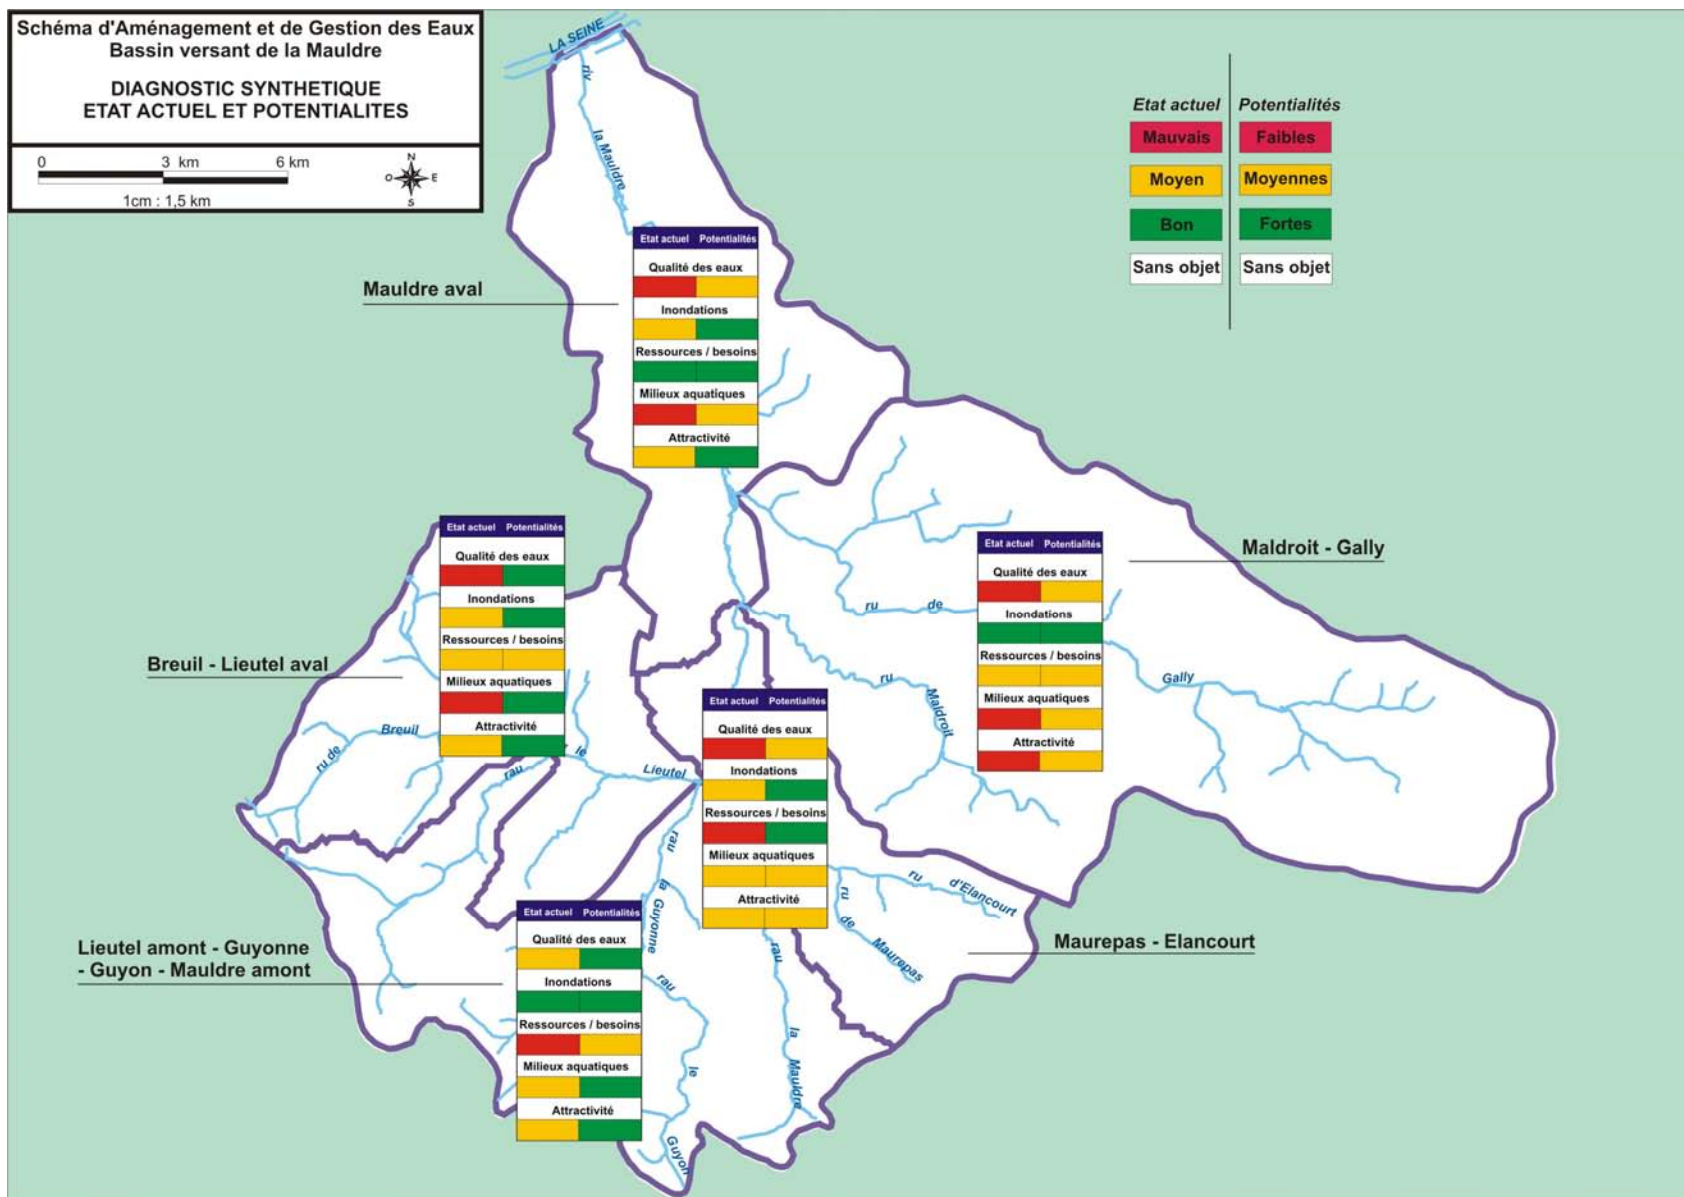 Schéma d'Aménagement et de Gestion des Eaux
Bassin versant de la Mauldre
DIAGNOSTIC SYNTHETIQUE
ETAT ACTUEL ET POTENTIALITES
0 3 km 6 km
1cm : 1,5 km
N
O E
S
LA SEINE
riv
la Mauldre
Etat actuel Potentialités
Mauvais Faibles
Moyen Moyennes
Bon Fortes
Sans objet Sans objet
Mauldre aval
Etat actuel Potentialités
Qualité des eaux
Inondations
Ressources / besoins
Milieux aquatiques
Attractivité
Breuil - Lieutel aval
Etat actuel Potentialités
Qualité des eaux
Inondations
Ressources / besoins
Milieux aquatiques
Attractivité
ru de
Breuil
rau
le
Lieutel
Maldroit - Gally
Etat actuel Potentialités
Qualité des eaux
Inondations
Ressources / besoins
Milieux aquatiques
Attractivité
ru
de
Gally
ru
Maldroit
Etat actuel Potentialités
Qualité des eaux
Inondations
Ressources / besoins
Milieux aquatiques
Attractivité
ru
d'Elancourt
ru
de
Maurepas
Maurepas - Elancourt
Lieutel amont - Guyonne
- Guyon - Mauldre amont
Etat actuel Potentialités
Qualité des eaux
Inondations
Ressources / besoins
Milieux aquatiques
Attractivité
rau
la Guyonne
rau
le
Guyon
rau
la
Mauldre